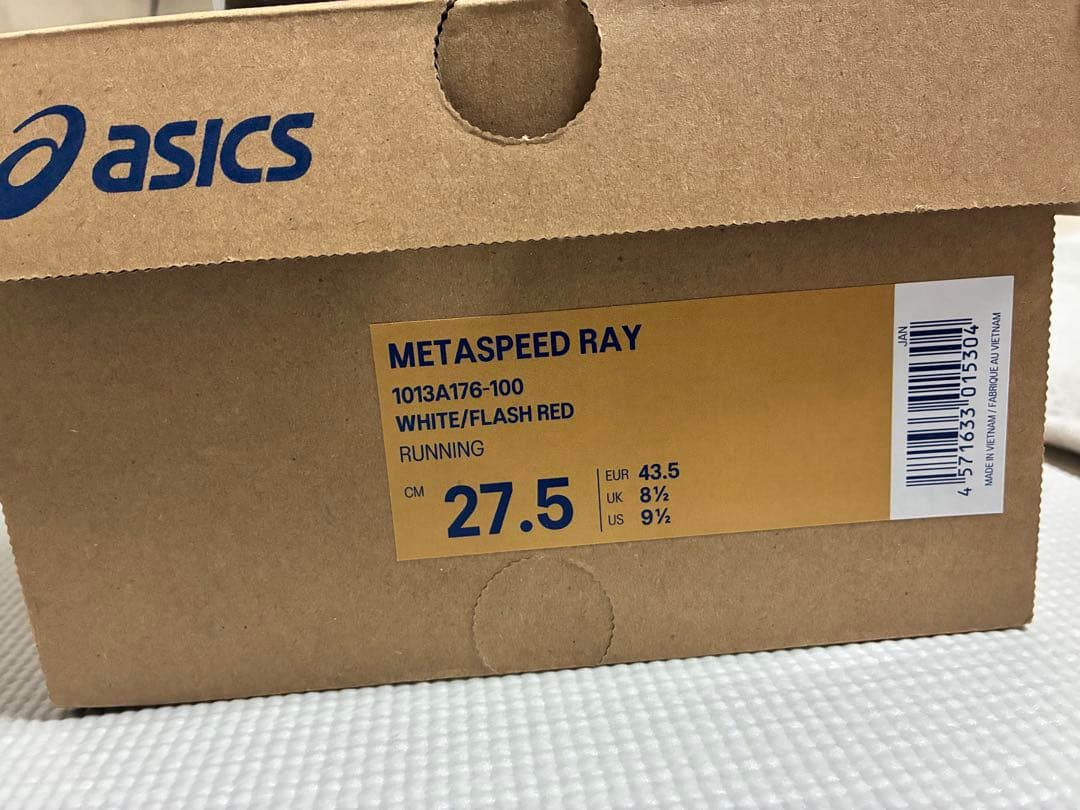 asics
METASPEED RAY
1013A176-100
WHITE/FLASH RED
RUNNING
CM 27.5
EUR 43.5
UK 8½
US 9½
JAN
4 571633 015304
MADE IN VIETNAM / FABRIQUE AU VIETNAM